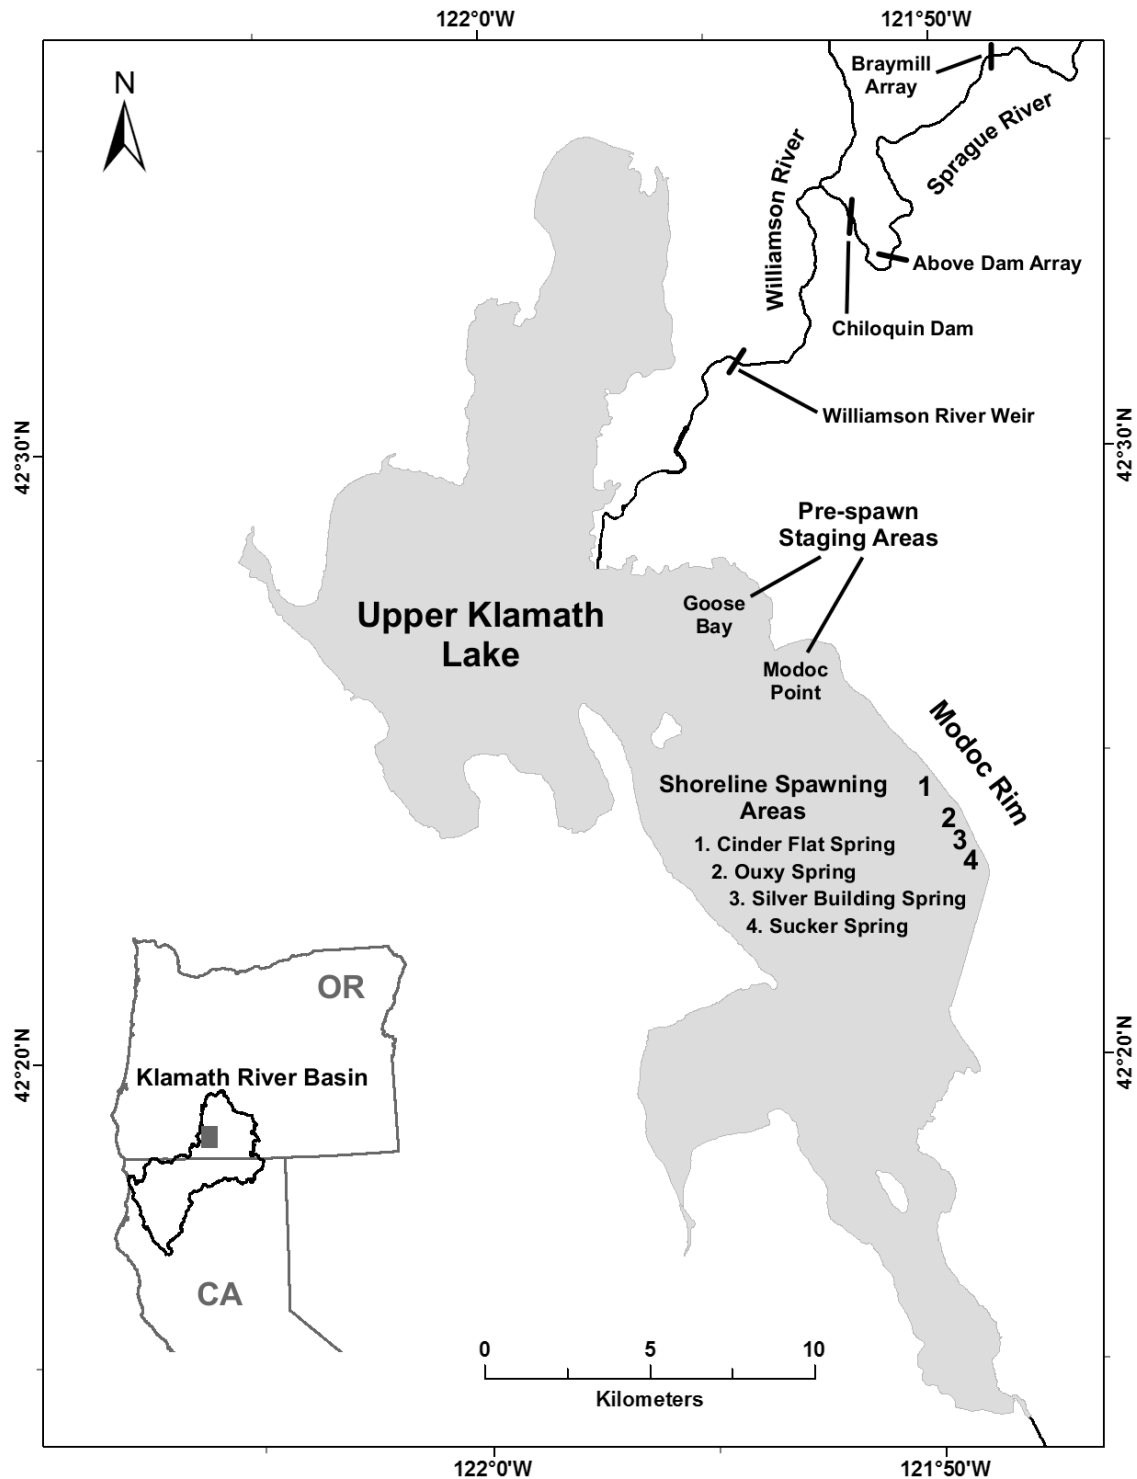 122°0'W
121°50'W
N
Braymill
Array
Sprague River
Williamson River
Above Dam Array
Chiloquin Dam
Williamson River Weir
42°30'N
42°30'N
Pre-spawn
Staging Areas
Goose
Bay
Upper Klamath
Lake
Modoc
Point
Modoc Rim
Shoreline Spawning
Areas
1. Cinder Flat Spring
2. Ouxy Spring
3. Silver Building Spring
4. Sucker Spring
1
2
3
4
OR
Klamath River Basin
CA
42°20'N
42°20'N
0 5 10
Kilometers
122°0'W
121°50'W